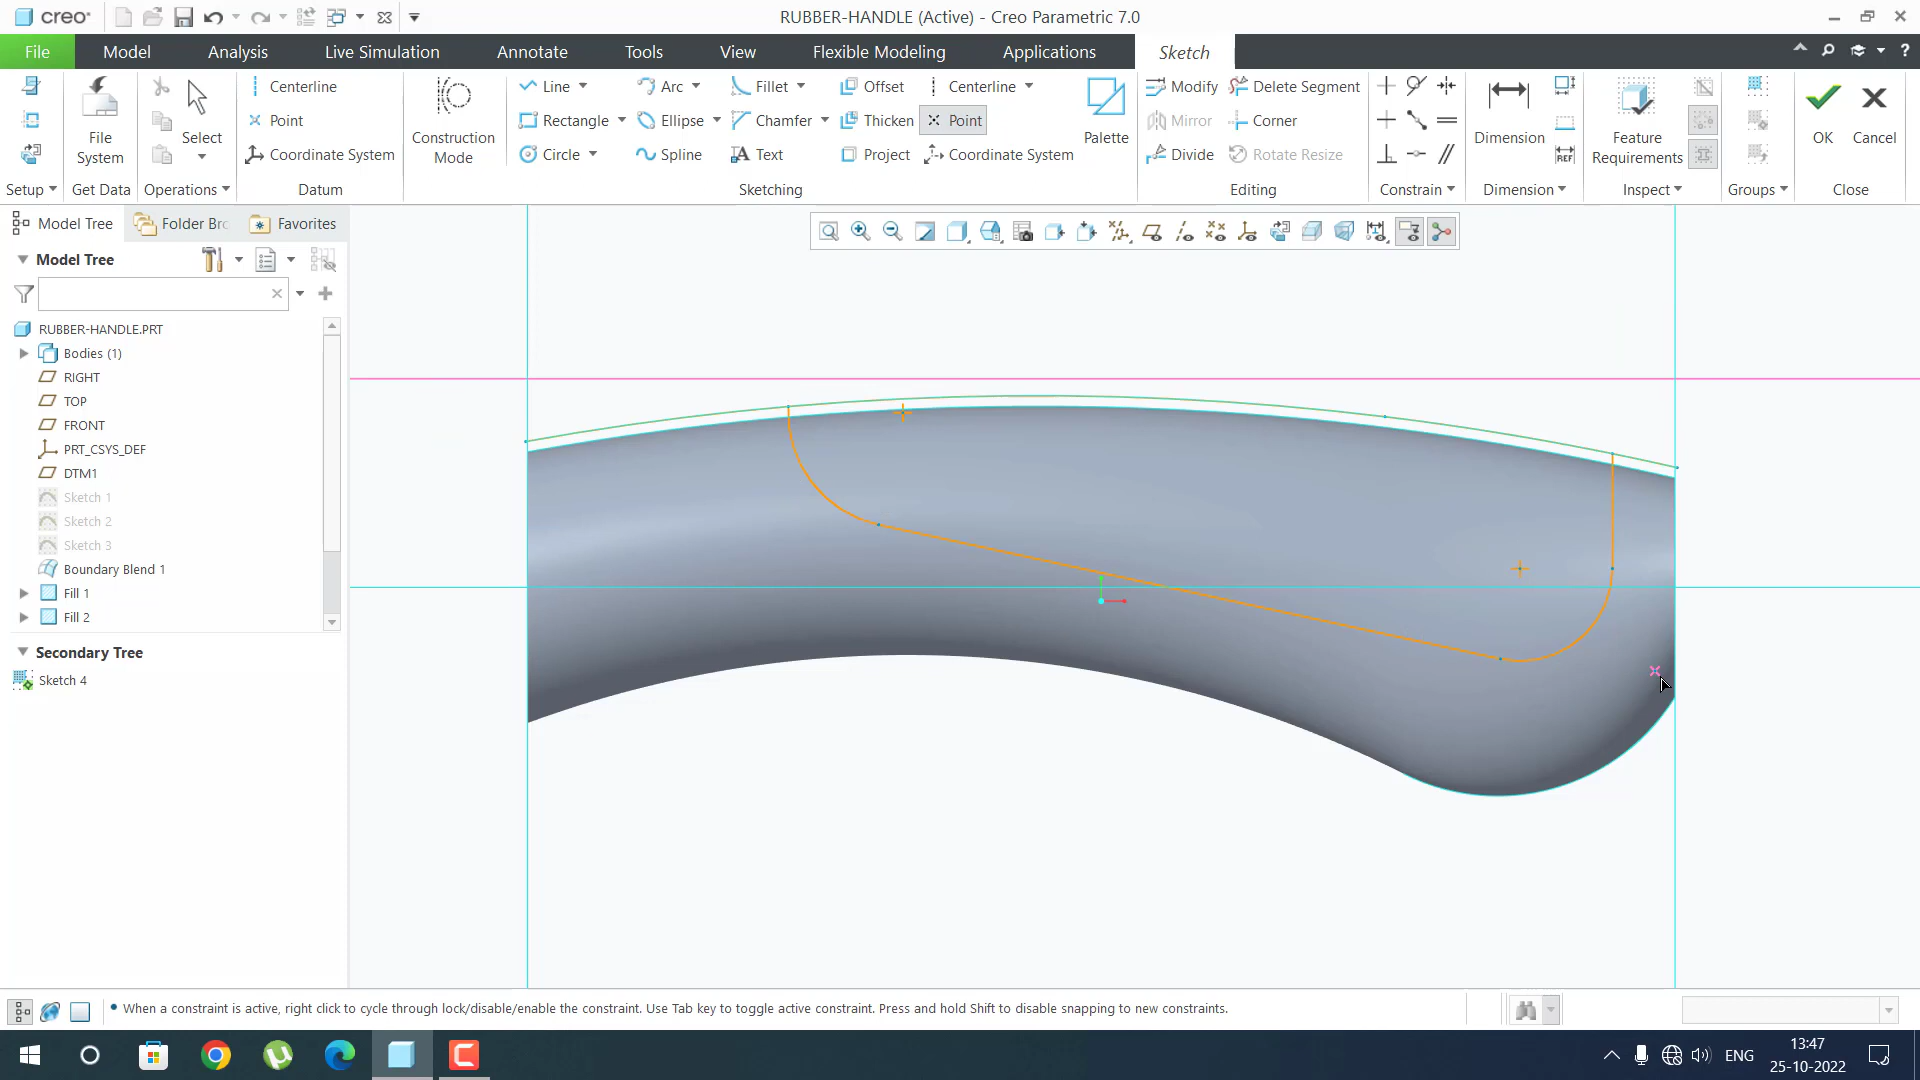 creo®
RUBBER-HANDLE (Active) - Creo Parametric 7.0
File Model Analysis Live Simulation Annotate Tools View Flexible Modeling Applications Sketch
Centerline
Point
Coordinate System
File System
Select
Construction Mode
Line Arc Fillet Offset Centerline
Rectangle Ellipse Chamfer Thicken Point
Circle Spline Text Project Coordinate System
Palette
Modify Delete Segment
Mirror Corner
Divide Rotate Resize
Dimension
Feature Requirements
OK Cancel
Setup Get Data Operations Datum Sketching Editing Constrain Dimension Inspect Groups Close
Model Tree Folder Brc Favorites
Model Tree
RUBBER-HANDLE.PRT
Bodies (1)
RIGHT
TOP
FRONT
PRT_CSYS_DEF
DTM1
Sketch 1
Sketch 2
Sketch 3
Boundary Blend 1
Fill 1
Fill 2
Secondary Tree
Sketch 4
• When a constraint is active, right click to cycle through lock/disable/enable the constraint. Use Tab key to toggle active constraint. Press and hold Shift to disable snapping to new constraints.
ENG
13:47
25-10-2022